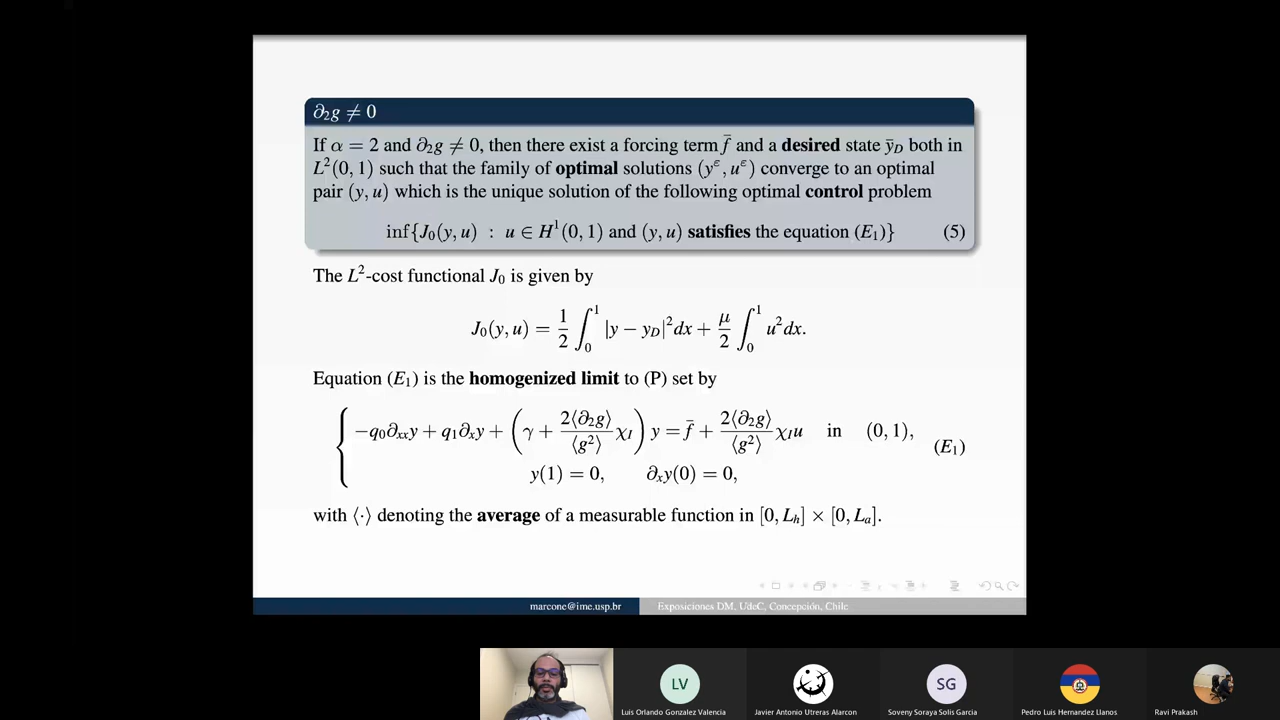 ∂₂g ≠ 0
If α = 2 and ∂₂g ≠ 0, then there exist a forcing term f̄ and a desired state ȳ_D both in
L²(0, 1) such that the family of optimal solutions (y^ε, u^ε) converge to an optimal
pair (y, u) which is the unique solution of the following optimal control problem
inf{J₀(y, u) : u ∈ H¹(0, 1) and (y, u) satisfies the equation (E₁)} (5)
The L²-cost functional J₀ is given by
J₀(y, u) = 1/2 ∫₀¹ |y − y_D|² dx + μ/2 ∫₀¹ u² dx.
Equation (E₁) is the homogenized limit to (P) set by
−q₀∂ₓₓy + q₁∂ₓy + (γ + 2⟨∂₂g⟩/⟨g²⟩ χ_I) y = f̄ + 2⟨∂₂g⟩/⟨g²⟩ χ_I u in (0, 1),
(E₁)
y(1) = 0, ∂ₓy(0) = 0,
with ⟨·⟩ denoting the average of a measurable function in [0, L_h] × [0, L_a].
marcone@ime.usp.br Exposiciones DM, UdeC, Concepción, Chile
LV SG
Luis Orlando Gonzalez Valencia Javier Antonio Utreras Alarcon Soveny Soraya Solis Garcia Pedro Luis Hernandez Llanos Ravi Prakash